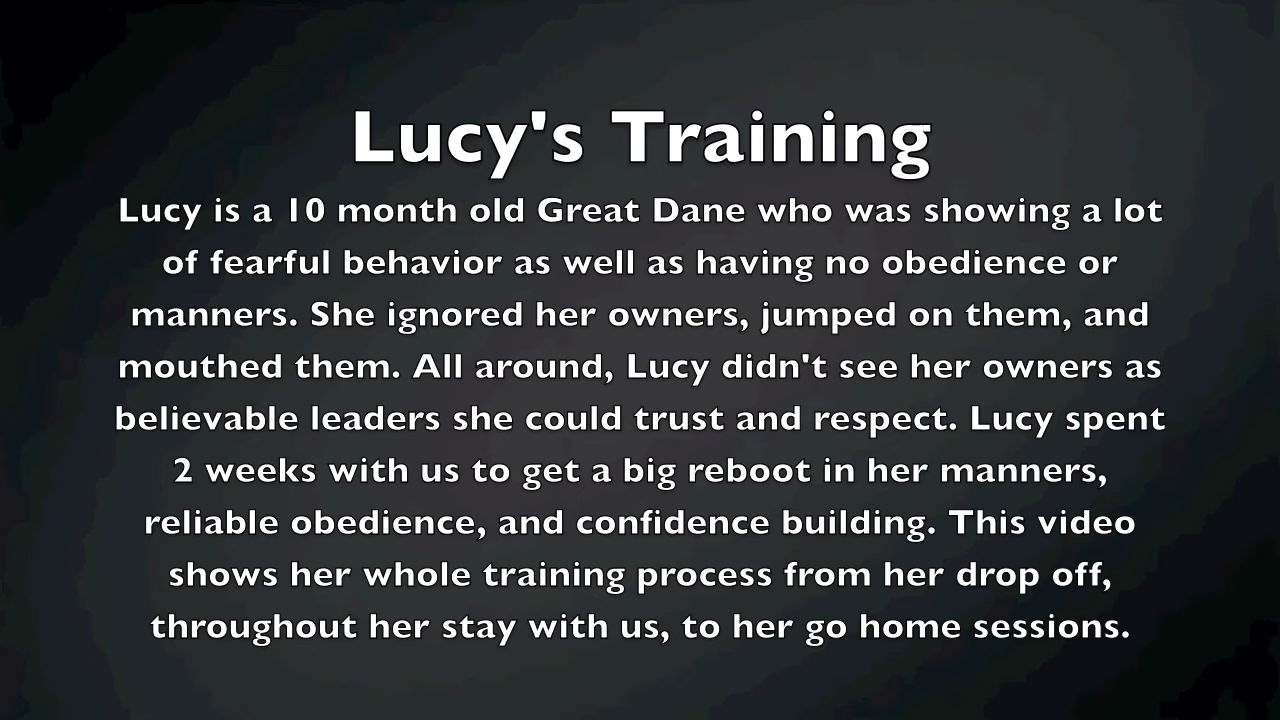 Lucy's Training
Lucy is a 10 month old Great Dane who was showing a lot
of fearful behavior as well as having no obedience or
manners. She ignored her owners, jumped on them, and
mouthed them. All around, Lucy didn't see her owners as
believable leaders she could trust and respect. Lucy spent
2 weeks with us to get a big reboot in her manners,
reliable obedience, and confidence building. This video
shows her whole training process from her drop off,
throughout her stay with us, to her go home sessions.